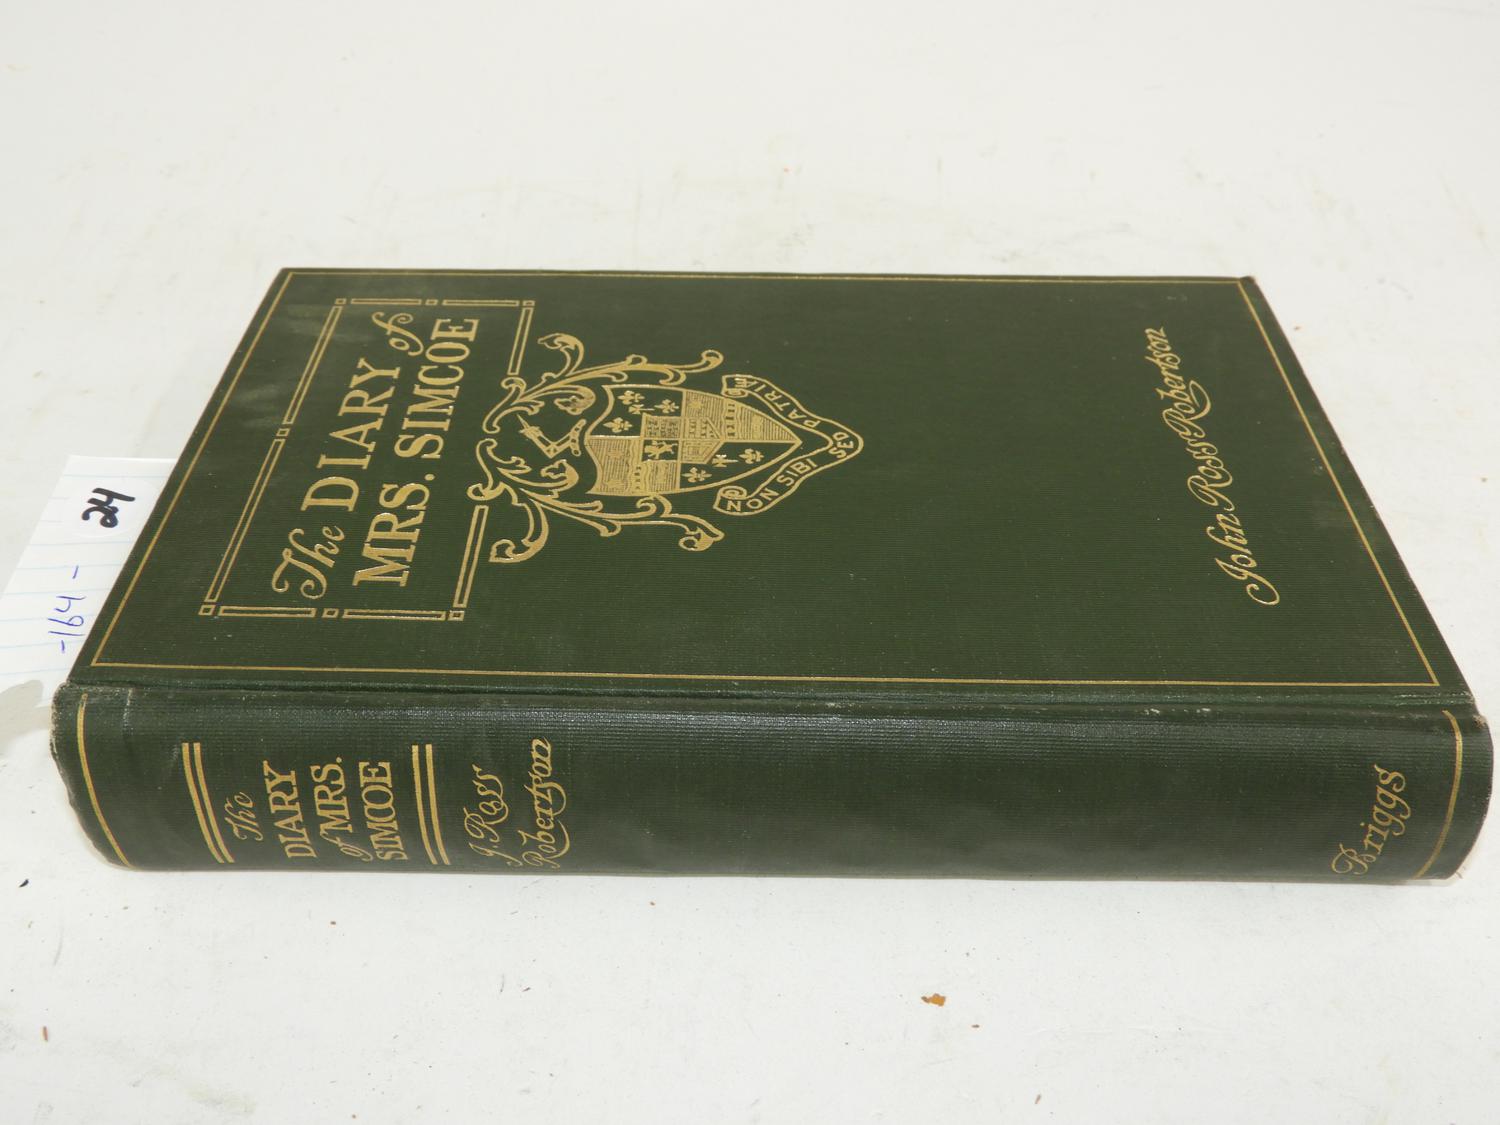 The DIARY of
MRS. SIMCOE
NON SIBI SED PATRIÆ
John Ross Robertson
The
DIARY
of MRS.
SIMCOE
J. Ross
Robertson
Briggs
24
-164-